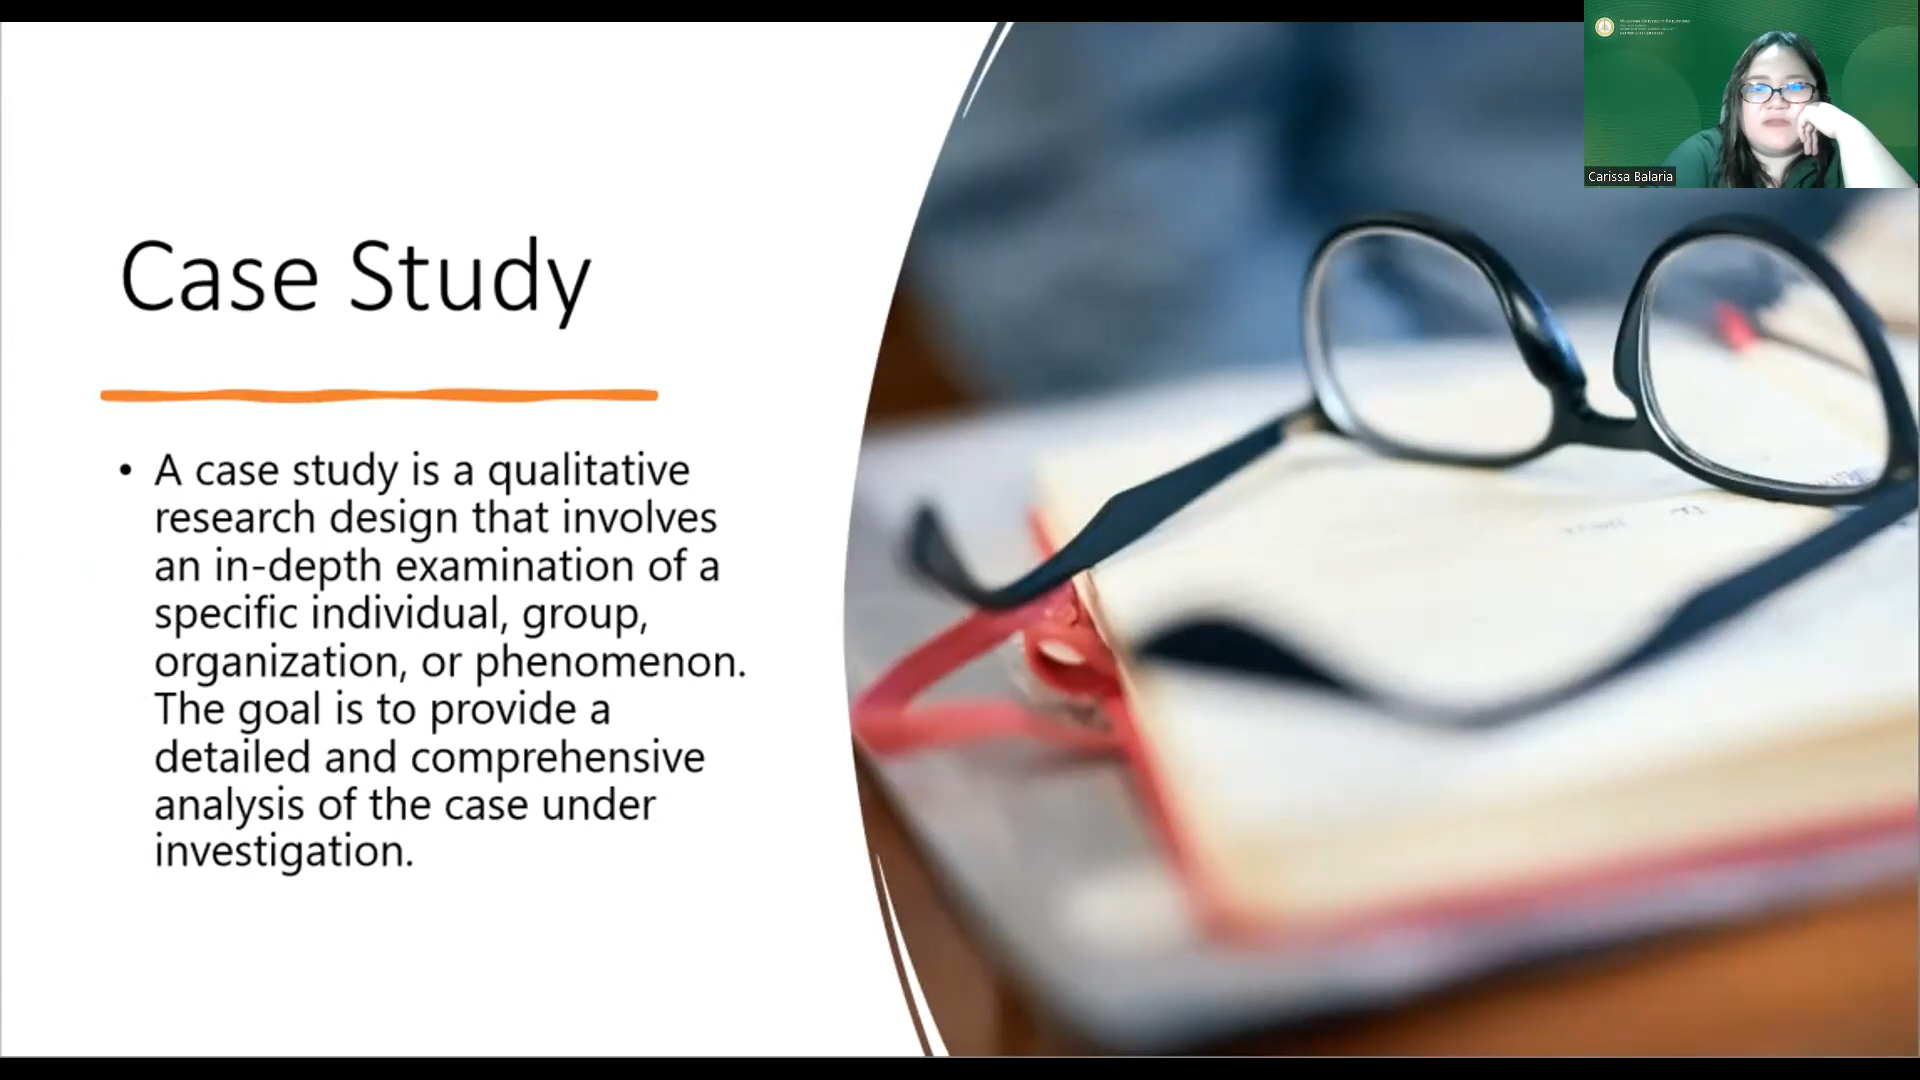 Case Study
• A case study is a qualitative
research design that involves
an in-depth examination of a
specific individual, group,
organization, or phenomenon.
The goal is to provide a
detailed and comprehensive
analysis of the case under
investigation.
Carissa Balaria